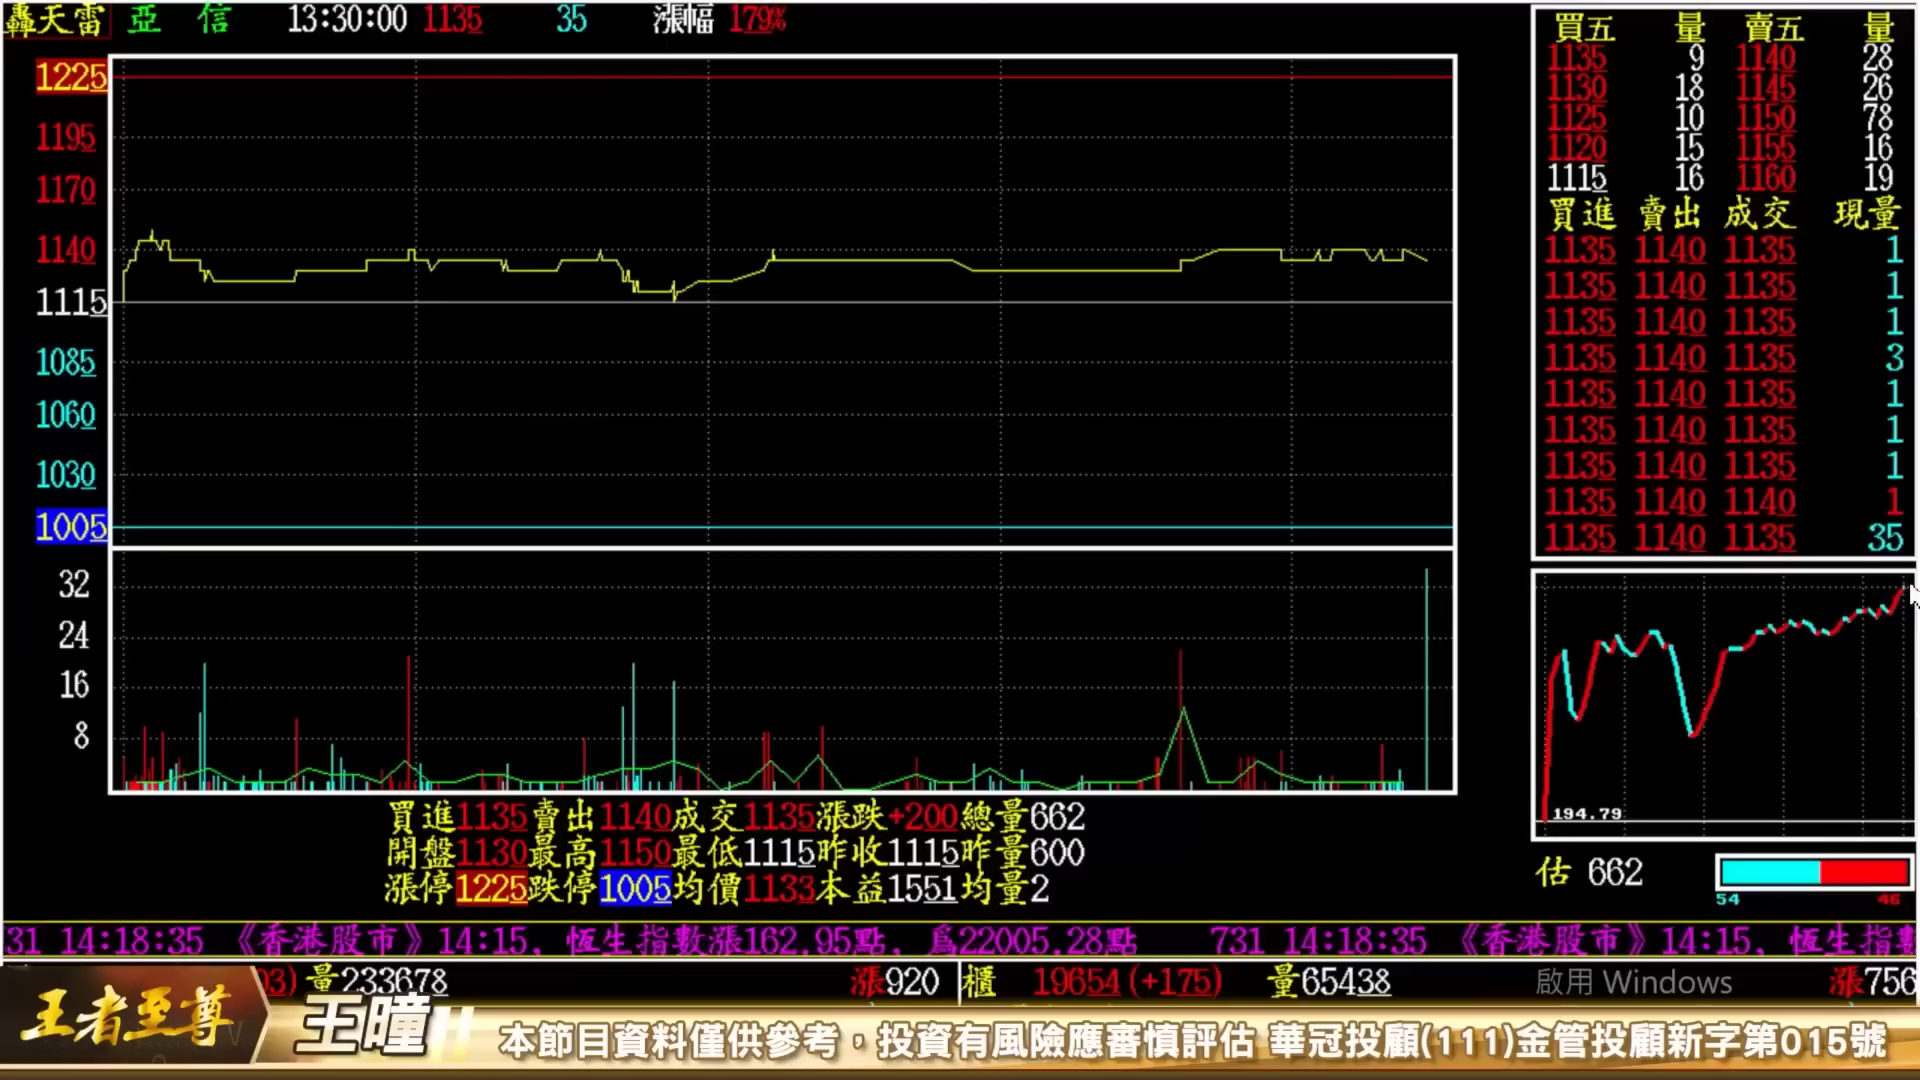 轟天雷 亞 信 13:30:00 1135 35 漲幅 179%
1225
1195
1170
1140
1115
1085
1060
1030
1005
32
24
16
8
買五 量 賣五 量
1135 9 1140 28
1130 18 1145 26
1125 10 1150 78
1120 15 1155 16
1115 16 1160 19
買進 賣出 成交 現量
1135 1140 1135 1
1135 1140 1135 1
1135 1140 1135 1
1135 1140 1135 3
1135 1140 1135 1
1135 1140 1135 1
1135 1140 1135 1
1135 1140 1140 1
1135 1140 1135 35
194.79
估 662
54 46
買進1135賣出1140成交1135漲跌+200總量662
開盤1130最高1150最低1115昨收1115昨量600
漲停1225跌停1005均價1133本益1551均量2
31 14:18:35 《香港股市》14:15, 恆生指數漲162.95點, 爲22005.28點 731 14:18:35 《香港股市》14:15, 恆生指數
03) 量233678 漲920 櫃 19654(+175) 量65438 漲756
啟用 Windows
王者至尊
王曈
本節目資料僅供參考，投資有風險應審慎評估 華冠投顧(111)金管投顧新字第015號